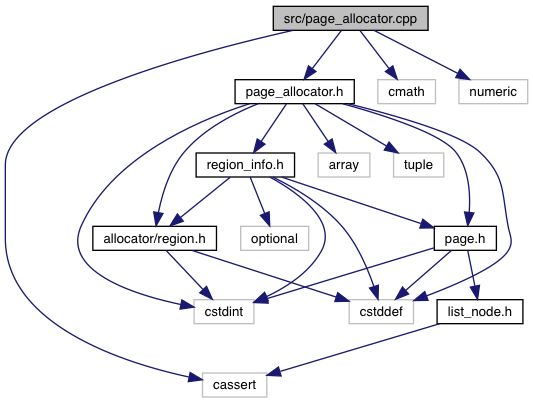 src/page_allocator.cpp
page_allocator.h
cmath
numeric
region_info.h
array
tuple
allocator/region.h
optional
page.h
cstdint
cstddef
list_node.h
cassert